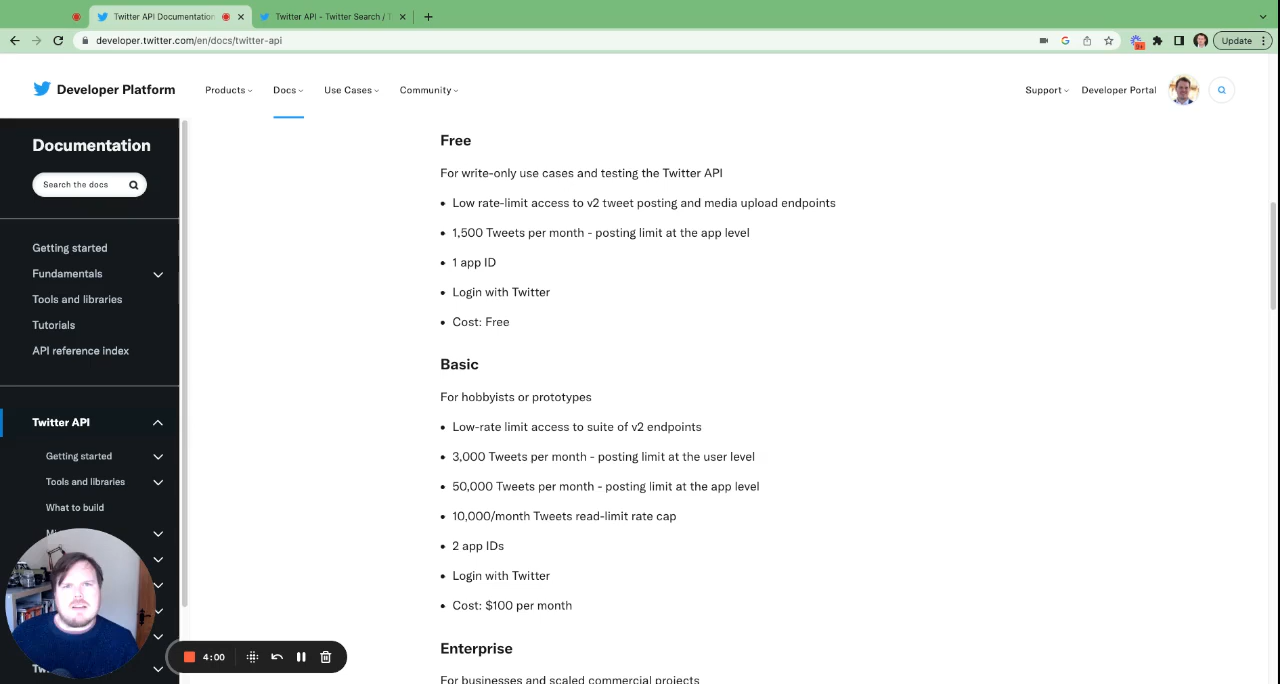 Twitter API Documentation
Twitter API - Twitter Search / T
developer.twitter.com/en/docs/twitter-api
Update
Developer Platform
Products
Docs
Use Cases
Community
Support
Developer Portal
Documentation
Search the docs
Getting started
Fundamentals
Tools and libraries
Tutorials
API reference index
Twitter API
Getting started
Tools and libraries
What to build
Free
For write-only use cases and testing the Twitter API
• Low rate-limit access to v2 tweet posting and media upload endpoints
• 1,500 Tweets per month - posting limit at the app level
• 1 app ID
• Login with Twitter
• Cost: Free
Basic
For hobbyists or prototypes
• Low-rate limit access to suite of v2 endpoints
• 3,000 Tweets per month - posting limit at the user level
• 50,000 Tweets per month - posting limit at the app level
• 10,000/month Tweets read-limit rate cap
• 2 app IDs
• Login with Twitter
• Cost: $100 per month
Enterprise
For businesses and scaled commercial projects
4:00